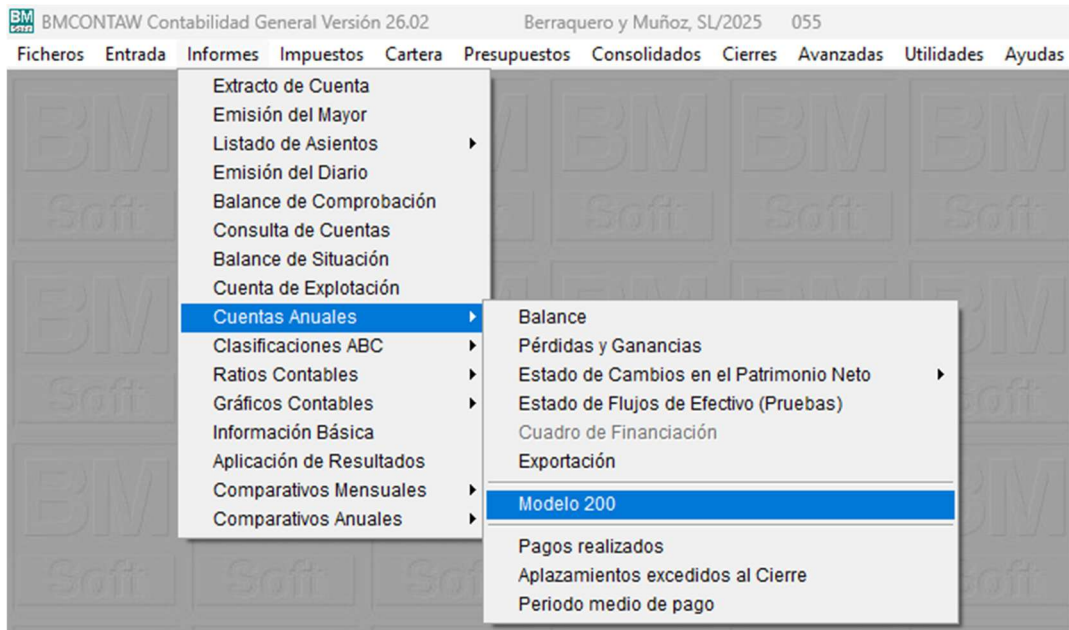 BM
Soft
BMCONTAW Contabilidad General Versión 26.02 Berraquero y Muñoz, SL/2025 055
Ficheros Entrada Informes Impuestos Cartera Presupuestos Consolidados Cierres Avanzadas Utilidades Ayudas
Extracto de Cuenta
Emisión del Mayor
Listado de Asientos
Emisión del Diario
Balance de Comprobación
Consulta de Cuentas
Balance de Situación
Cuenta de Explotación
Cuentas Anuales
Clasificaciones ABC
Ratios Contables
Gráficos Contables
Información Básica
Aplicación de Resultados
Comparativos Mensuales
Comparativos Anuales
Balance
Pérdidas y Ganancias
Estado de Cambios en el Patrimonio Neto
Estado de Flujos de Efectivo (Pruebas)
Cuadro de Financiación
Exportación
Modelo 200
Pagos realizados
Aplazamientos excedidos al Cierre
Periodo medio de pago
BM
Soft